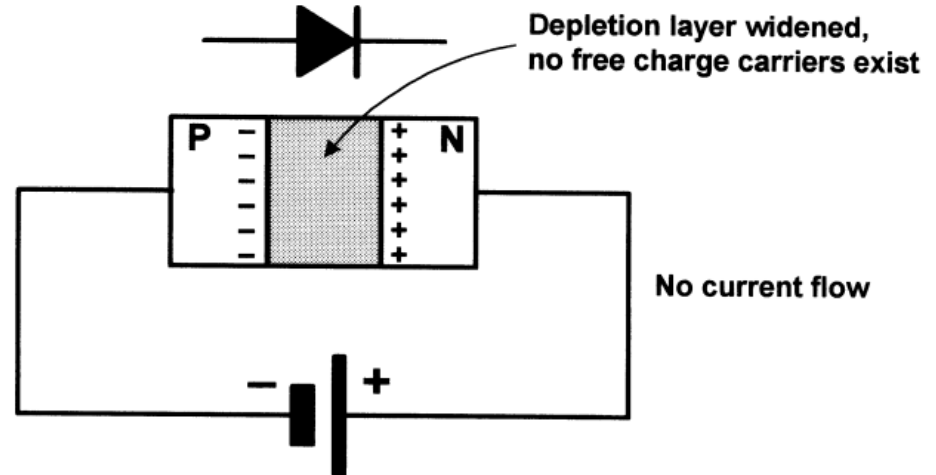 Depletion layer widened,
no free charge carriers exist
P
N
− +
− +
− +
− +
− +
− +
No current flow
− +